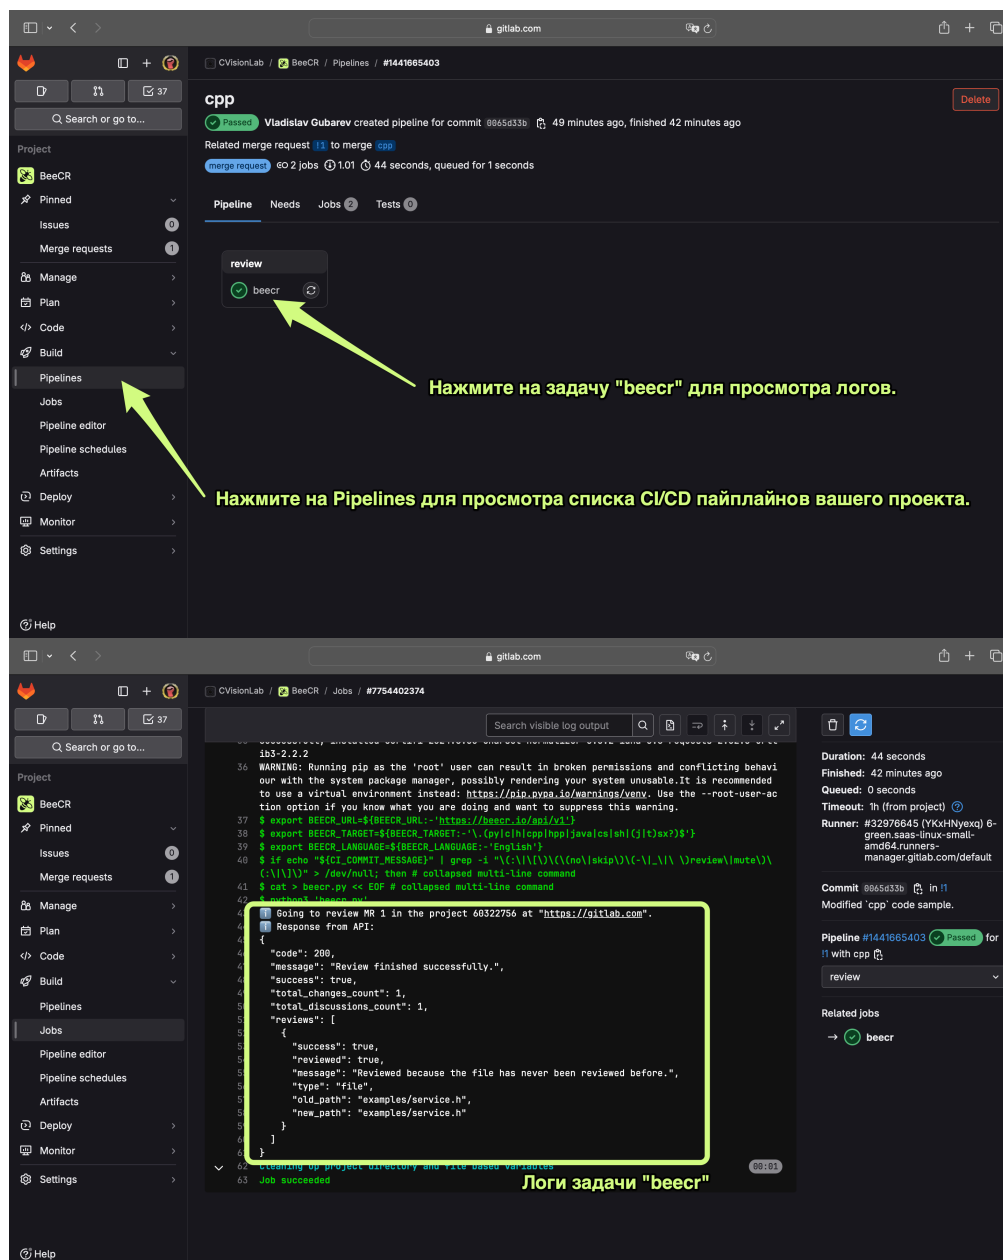 gitlab.com
37
Search or go to...
Project
BeeCR
Pinned
Issues 0
Merge requests 1
Manage
Plan
Code
Build
Pipelines
Jobs
Pipeline editor
Pipeline schedules
Artifacts
Deploy
Monitor
Settings
Help
CVisionLab / BeeCR / Pipelines / #1441665403
cpp
Delete
Passed Vladislav Gubarev created pipeline for commit 0065d33b 49 minutes ago, finished 42 minutes ago
Related merge request !1 to merge cpp
merge request 2 jobs 1.01 44 seconds, queued for 1 seconds
Pipeline Needs Jobs 2 Tests 0
review
beecr
Нажмите на задачу "beecr" для просмотра логов.
Нажмите на Pipelines для просмотра списка CI/CD пайплайнов вашего проекта.
gitlab.com
37
Search or go to...
Project
BeeCR
Pinned
Issues 0
Merge requests 1
Manage
Plan
Code
Build
Pipelines
Jobs
Pipeline editor
Pipeline schedules
Artifacts
Deploy
Monitor
Settings
Help
CVisionLab / BeeCR / Jobs / #7754402374
Search visible log output
ib3-2.2.2
36 WARNING: Running pip as the 'root' user can result in broken permissions and conflicting behavi
our with the system package manager, possibly rendering your system unusable.It is recommended
to use a virtual environment instead: https://pip.pypa.io/warnings/venv. Use the --root-user-ac
tion option if you know what you are doing and want to suppress this warning.
37 $ export BEECR_URL=${BEECR_URL:-'https://beecr.io/api/v1'}
38 $ export BEECR_TARGET=${BEECR_TARGET:-'\.(py|c|h|cpp|hpp|java|cs|sh|(j|t)sx?)$'}
39 $ export BEECR_LANGUAGE=${BEECR_LANGUAGE:-'English'}
40 $ if echo "${CI_COMMIT_MESSAGE}" | grep -i "\(:\|\[\)\(\(no\|skip\)\(-\|_\|\ \)review\|mute\)\
(:\|\]\)" > /dev/null; then # collapsed multi-line command
41 $ cat > beecr.py << EOF # collapsed multi-line command
42 $ python3 'beecr.py'
Going to review MR 1 in the project 60322756 at "https://gitlab.com".
Response from API:
{
"code": 200,
"message": "Review finished successfully.",
"success": true,
"total_changes_count": 1,
"total_discussions_count": 1,
"reviews": [
{
"success": true,
"reviewed": true,
"message": "Reviewed because the file has never been reviewed before.",
"type": "file",
"old_path": "examples/service.h",
"new_path": "examples/service.h"
}
]
}
62 Cleaning up project directory and file based variables 00:01
63 Job succeeded
Логи задачи "beecr"
Duration: 44 seconds
Finished: 42 minutes ago
Queued: 0 seconds
Timeout: 1h (from project)
Runner: #32976645 (YKxHNyexq) 6-
green.saas-linux-small-
amd64.runners-
manager.gitlab.com/default
Commit 0065d33b in !1
Modified `cpp` code sample.
Pipeline #1441665403 Passed for
!1 with cpp
review
Related jobs
→ beecr